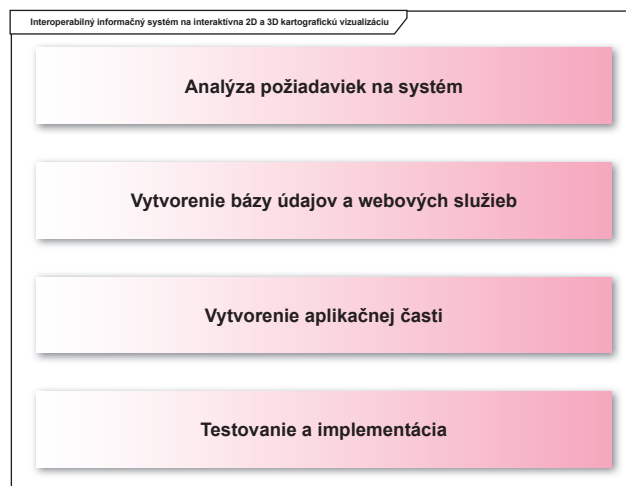 Interoperabilný informačný systém na interaktívna 2D a 3D kartografickú vizualizáciu
Analýza požiadaviek na systém
Vytvorenie bázy údajov a webových služieb
Vytvorenie aplikačnej časti
Testovanie a implementácia